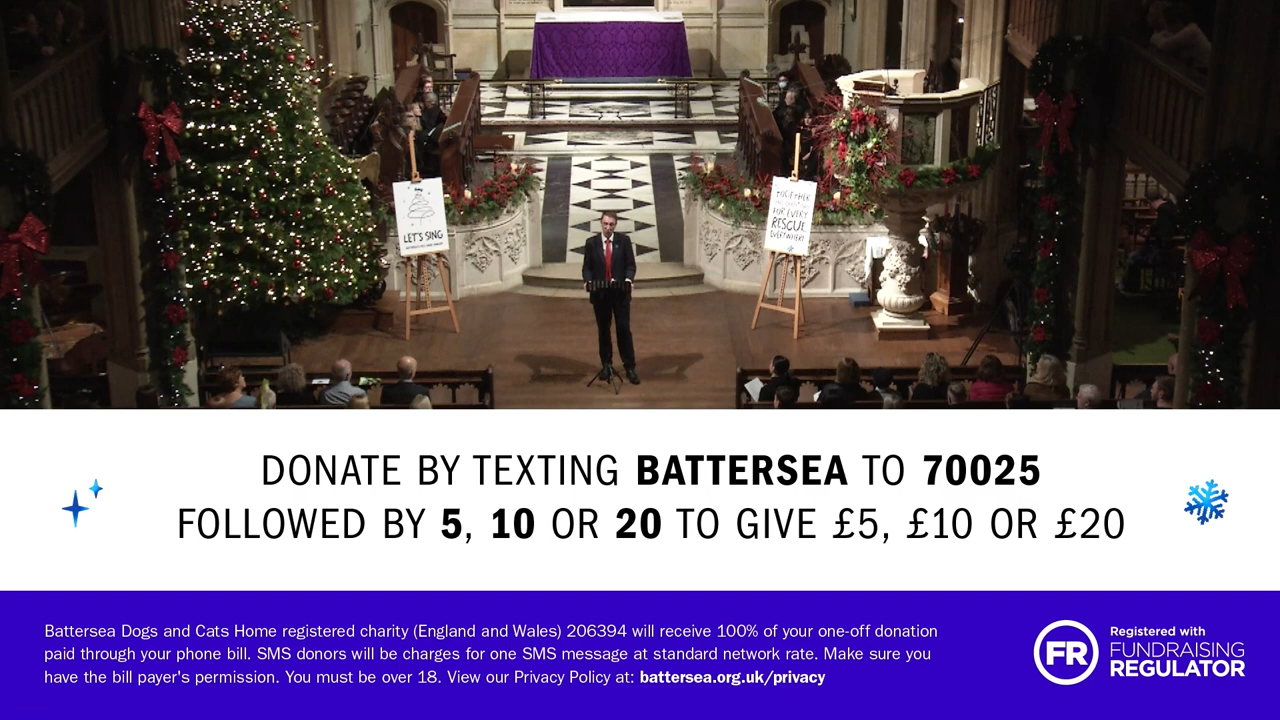 LET'S SING
TOGETHER
FOR EVERY
RESCUE
EVERYWHERE
DONATE BY TEXTING BATTERSEA TO 70025
FOLLOWED BY 5, 10 OR 20 TO GIVE £5, £10 OR £20
Battersea Dogs and Cats Home registered charity (England and Wales) 206394 will receive 100% of your one-off donation
paid through your phone bill. SMS donors will be charges for one SMS message at standard network rate. Make sure you
have the bill payer's permission. You must be over 18. View our Privacy Policy at: battersea.org.uk/privacy
FR
Registered with
FUNDRAISING
REGULATOR